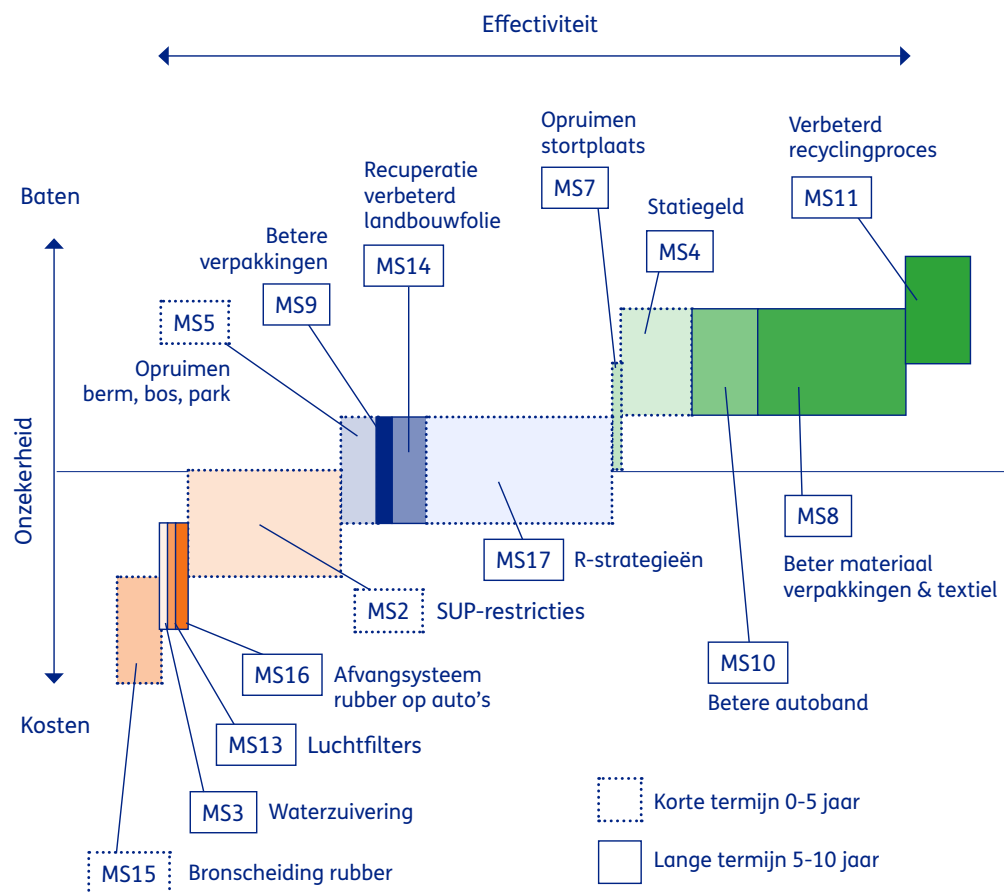 Effectiviteit
Baten
Onzekerheid
Kosten
Opruimen
stortplaats
MS7
Verbeterd
recyclingproces
MS11
Statiegeld
MS4
Recuperatie
verbeterd
landbouwfolie
MS14
Betere
verpakkingen
MS9
MS5
Opruimen
berm, bos, park
MS17 R-strategieën
MS8
Beter materiaal
verpakkingen & textiel
MS2 SUP-restricties
MS10
Betere autoband
MS16 Afvangsysteem
rubber op auto's
MS13 Luchtfilters
MS3 Waterzuivering
MS15 Bronscheiding rubber
Korte termijn 0-5 jaar
Lange termijn 5-10 jaar